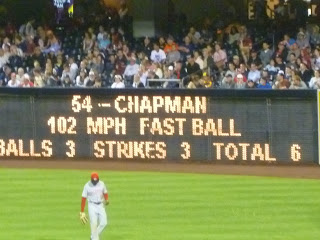 54 - CHAPMAN
102 MPH FAST BALL
BALLS 3 STRIKES 3 TOTAL 6